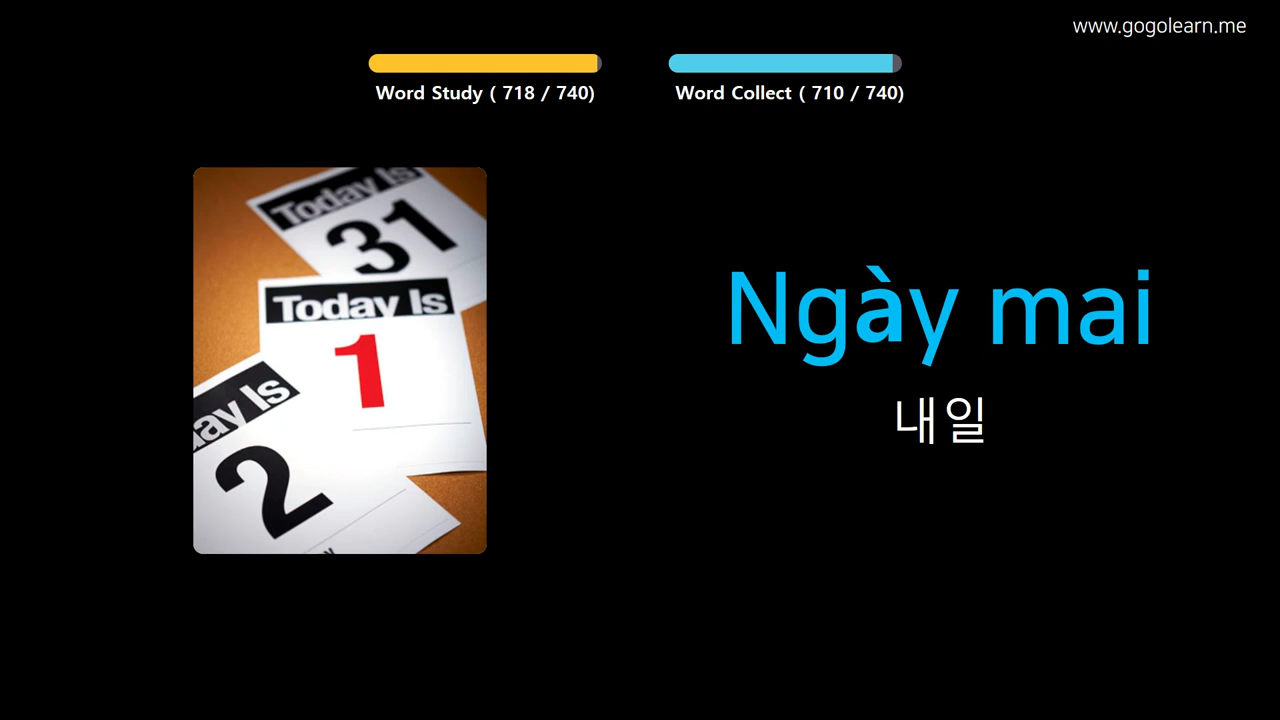 www.gogolearn.me
Word Study ( 718 / 740)
Word Collect ( 710 / 740)
Today Is
31
Today Is
1
day Is
2
Ngày mai
내일